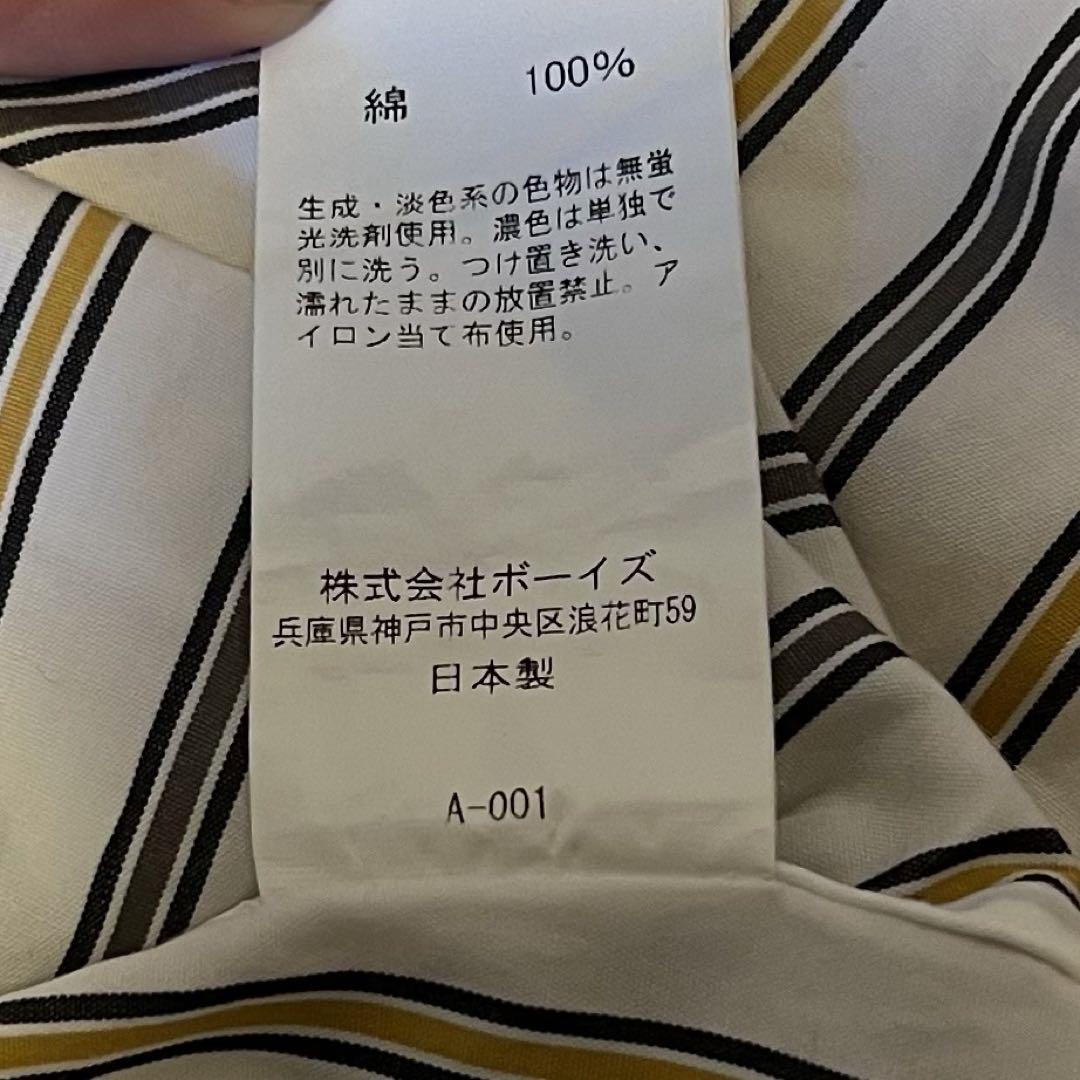 綿 100%
生成・淡色系の色物は無蛍
光洗剤使用。濃色は単独で
別に洗う。つけ置き洗い、
濡れたままの放置禁止。ア
イロン当て布使用。
株式会社ボーイズ
兵庫県神戸市中央区浪花町59
日本製
A-001